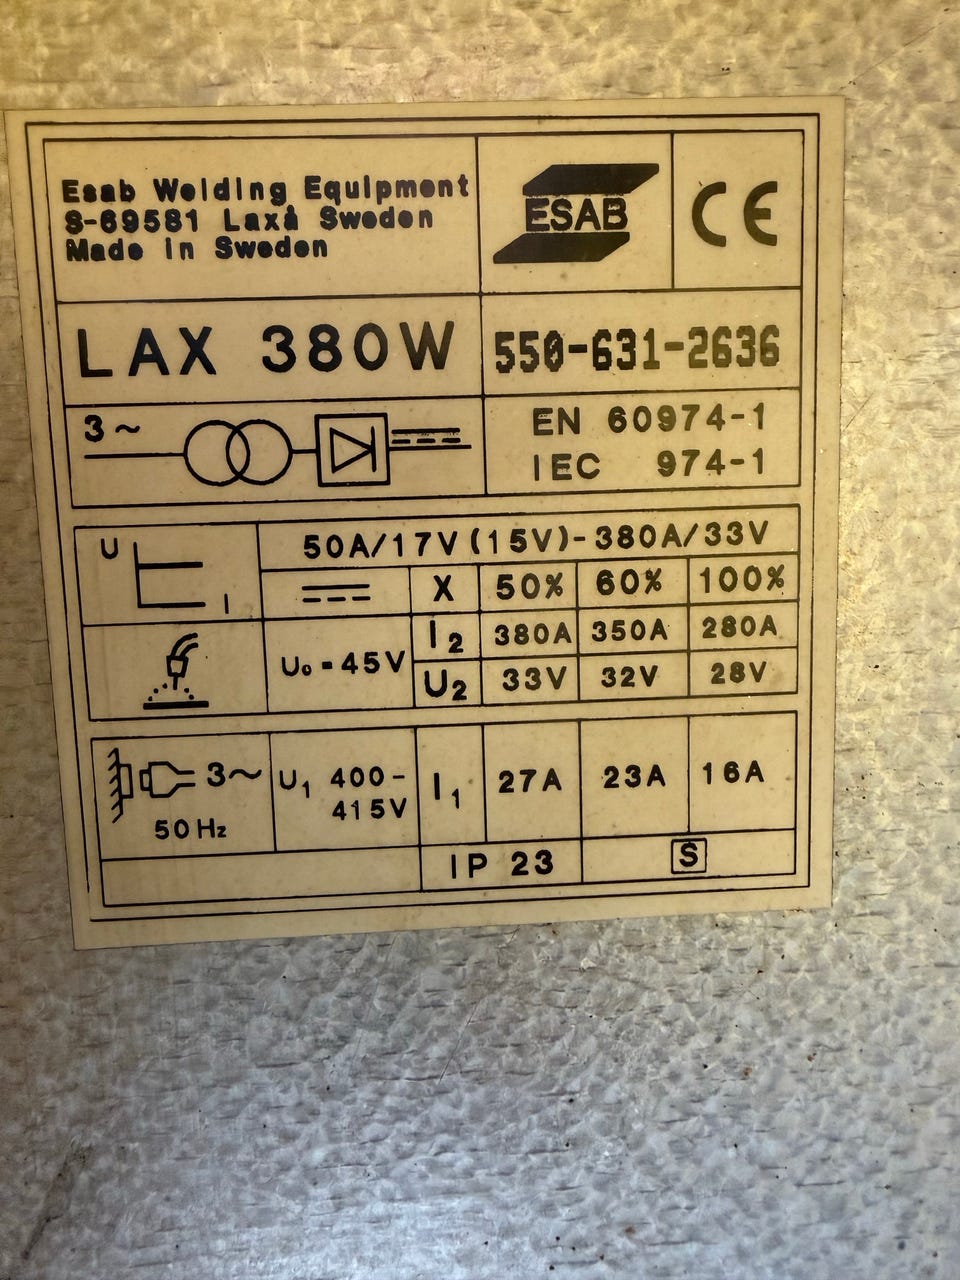 Esab Welding Equipment
S-69581 Laxå Sweden
Made in Sweden
ESAB
CE
LAX 380W
550-631-2636
3~
EN 60974-1
IEC 974-1
U
I
50A/17V(15V)-380A/33V
X 50% 60% 100%
U₀=45V
I₂ 380A 350A 280A
U₂ 33V 32V 28V
3~
50Hz
U₁ 400-
415V
I₁ 27A 23A 16A
IP 23
S